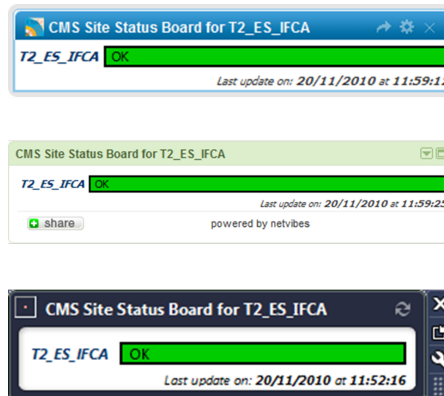 CMS Site Status Board for T2_ES_IFCA
T2_ES_IFCA OK
Last update on: 20/11/2010 at 11:59:1
CMS Site Status Board for T2_ES_IFCA
T2_ES_IFCA OK
Last update on: 20/11/2010 at 11:59:25
share
powered by netvibes
CMS Site Status Board for T2_ES_IFCA
T2_ES_IFCA OK
Last update on: 20/11/2010 at 11:52:16